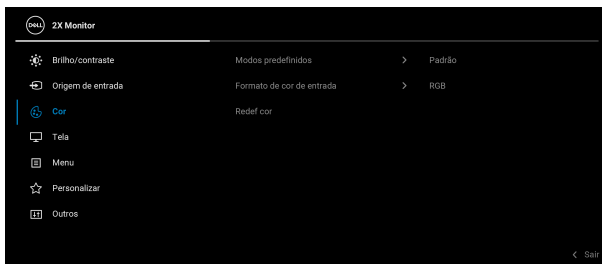 DELL 2X Monitor
Brilho/contraste Modos predefinidos > Padrão
Origem de entrada Formato de cor de entrada > RGB
Cor Redef cor
Tela
Menu
Personalizar
Outros
< Sair